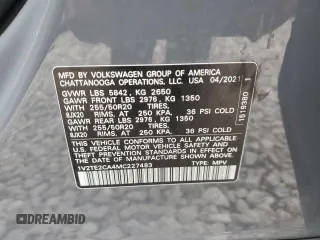 MFD BY VOLKSWAGEN GROUP OF AMERICA
CHATTANOOGA OPERATIONS, LLC. USA 04/2021
GVWR LBS 5842, KG 2650
GAWR FRONT LBS 2976, KG 1350
WITH 255/50R20 TIRES,
8JX20 RIMS, AT 250 KPA, 36 PSI COLD
GAWR REAR LBS 2976, KG 1350
WITH 255/50R20 TIRES,
8JX20 RIMS, AT 250 KPA, 36 PSI COLD
THIS VEHICLE CONFORMS TO ALL APPLICABLE
U.S. FEDERAL MOTOR VEHICLE SAFETY
STANDARDS IN EFFECT ON THE DATE OF
MANUFACTURE SHOWN ABOVE.
1V2TE2CA4MC227483 TYPE: MPV
1519380 1
DREAMBID